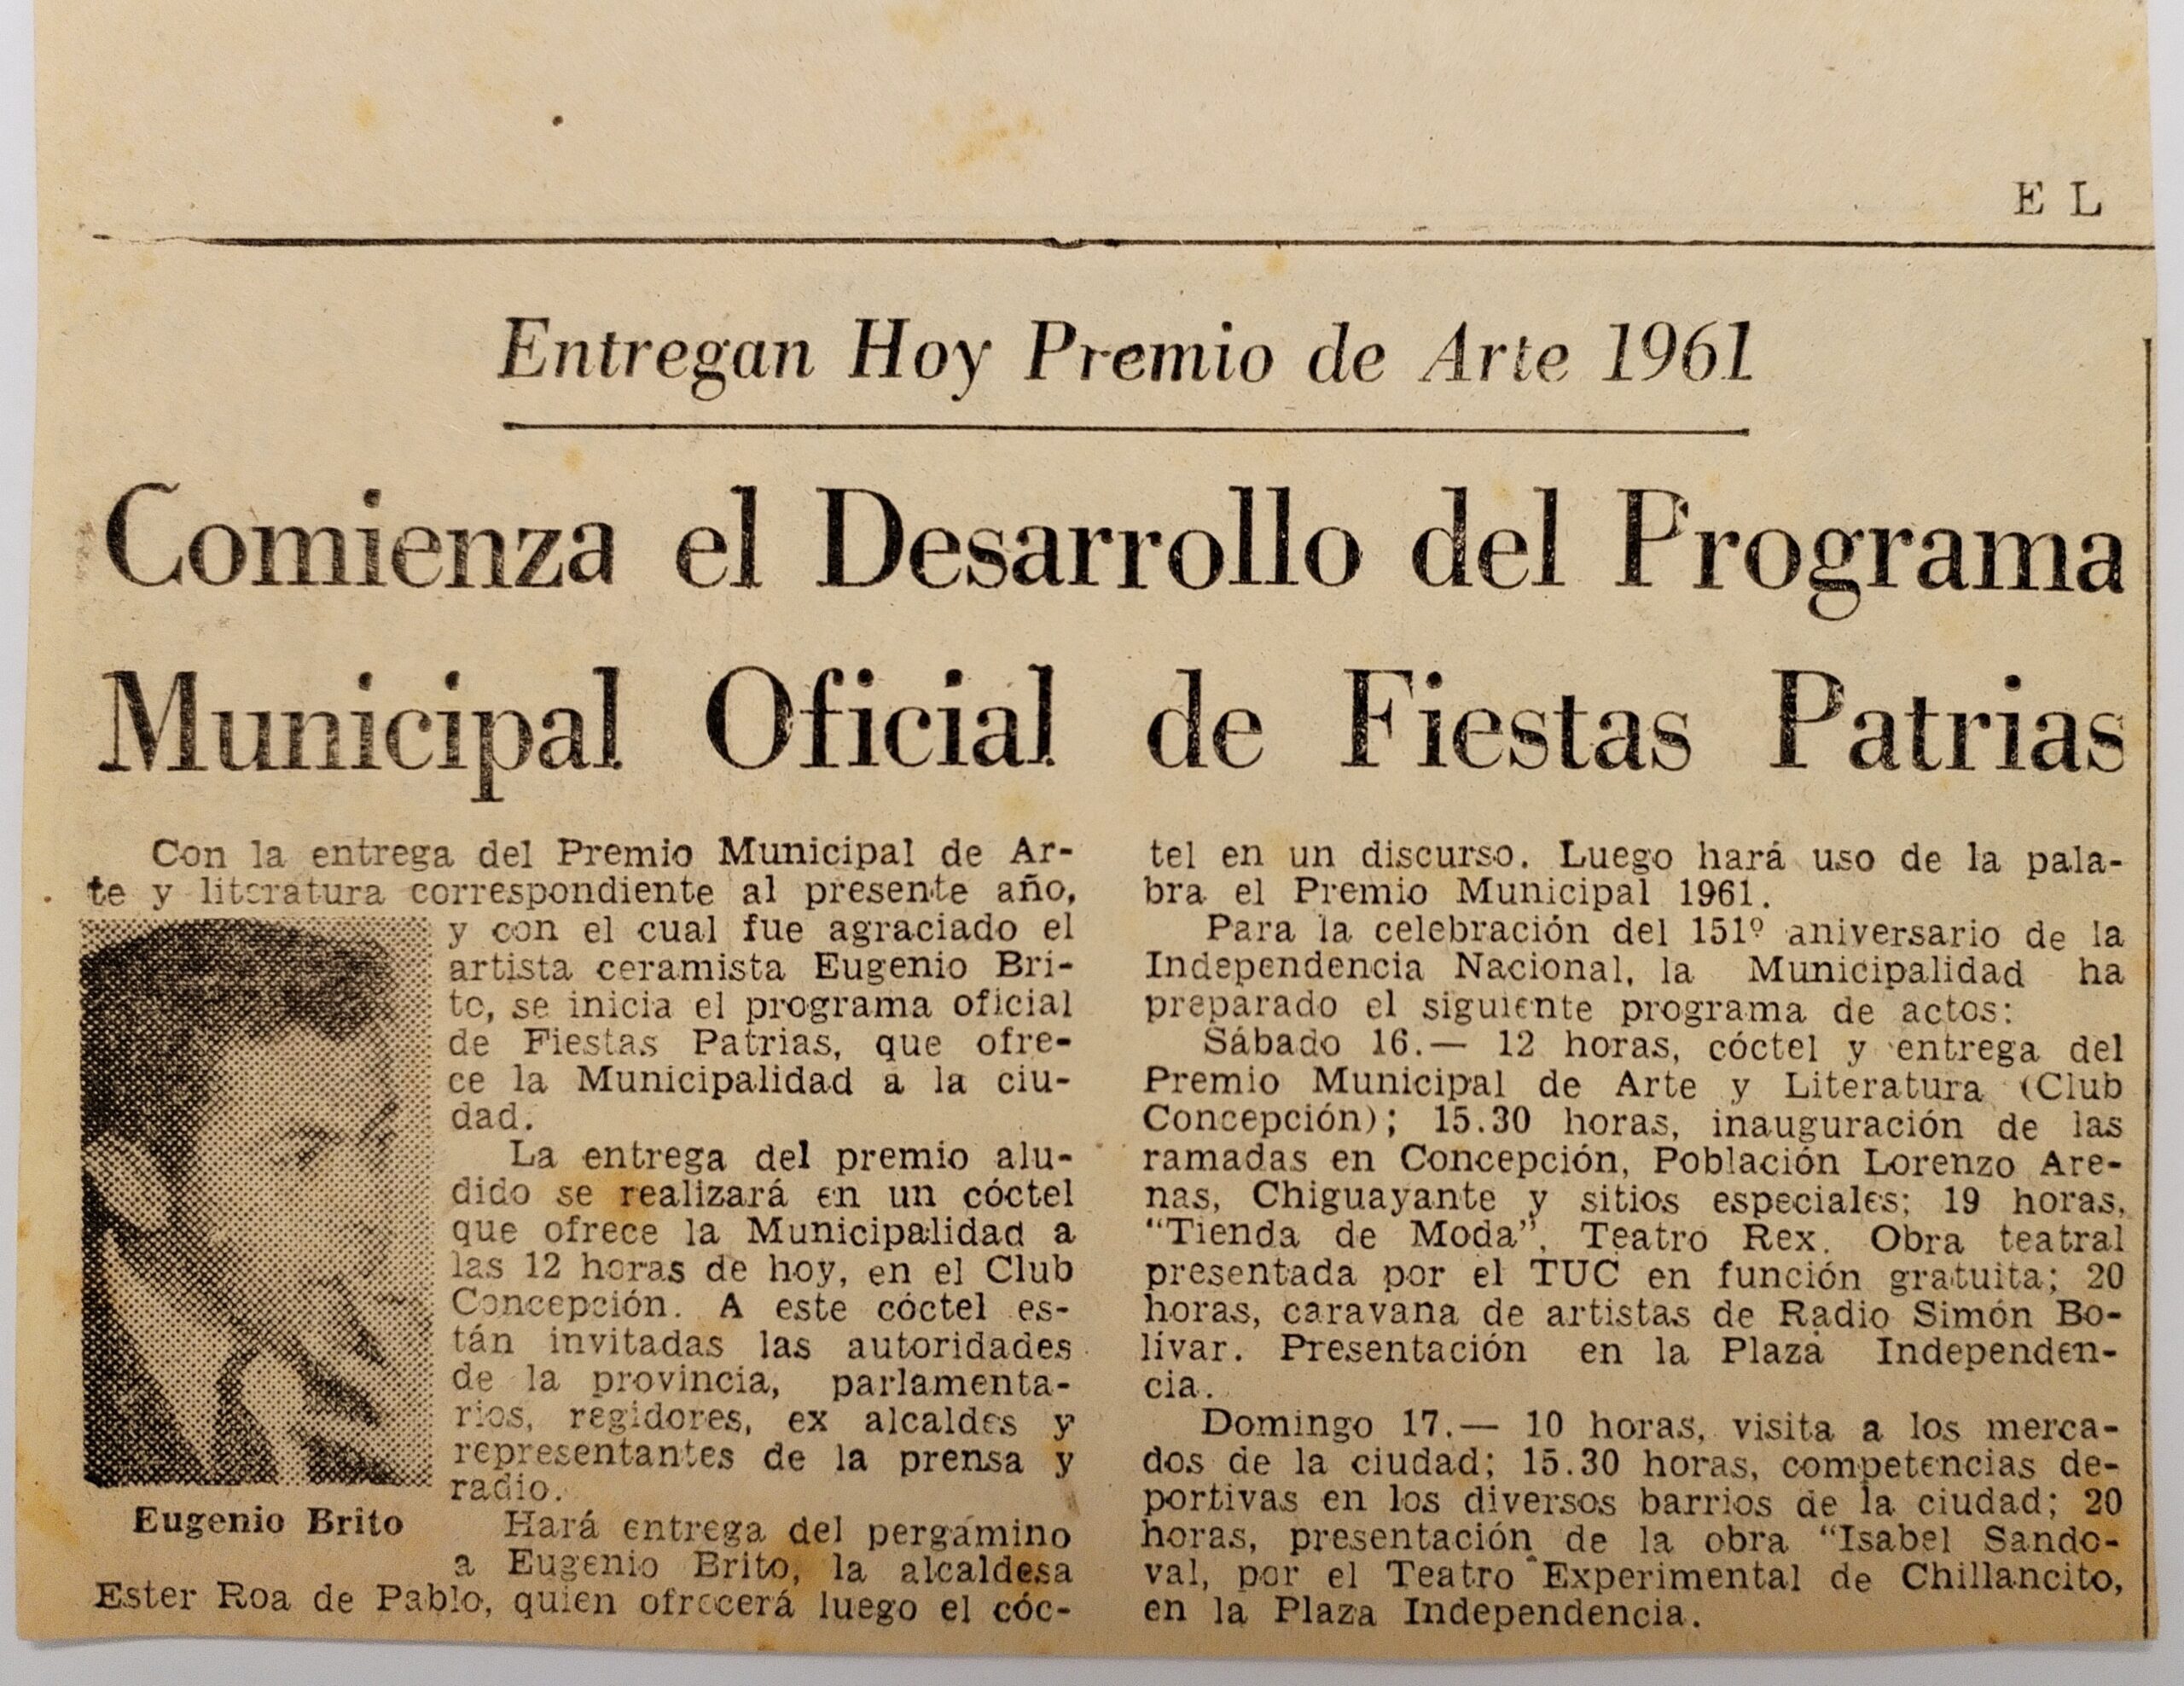 EL
Entregan Hoy Premio de Arte 1961
Comienza el Desarrollo del Programa
Municipal Oficial de Fiestas Patrias
Con la entrega del Premio Municipal de Ar-
te y literatura correspondiente al presente año,
y con el cual fue agraciado el
artista ceramista Eugenio Bri-
to, se inicia el programa oficial
de Fiestas Patrias, que ofre-
ce la Municipalidad a la ciu-
dad.
La entrega del premio alu-
dido se realizará en un cóctel
que ofrece la Municipalidad a
las 12 horas de hoy, en el Club
Concepción. A este cóctel es-
tán invitadas las autoridades
de la provincia, parlamenta-
rios, regidores, ex alcaldes y
representantes de la prensa y
radio.
Eugenio Brito
Hará entrega del pergamino
a Eugenio Brito, la alcaldesa
Ester Roa de Pablo, quien ofrecerá luego el cóc-
tel en un discurso. Luego hará uso de la pala-
bra el Premio Municipal 1961.
Para la celebración del 151º aniversario de la
Independencia Nacional, la Municipalidad ha
preparado el siguiente programa de actos:
Sábado 16.— 12 horas, cóctel y entrega del
Premio Municipal de Arte y Literatura (Club
Concepción); 15.30 horas, inauguración de las
ramadas en Concepción, Población Lorenzo Are-
nas, Chiguayante y sitios especiales; 19 horas,
“Tienda de Moda”, Teatro Rex. Obra teatral
presentada por el TUC en función gratuita; 20
horas, caravana de artistas de Radio Simón Bo-
lívar. Presentación en la Plaza Independen-
cia.
Domingo 17.— 10 horas, visita a los merca-
dos de la ciudad; 15.30 horas, competencias de-
portivas en los diversos barrios de la ciudad; 20
horas, presentación de la obra “Isabel Sando-
val, por el Teatro Experimental de Chillancito,
en la Plaza Independencia.